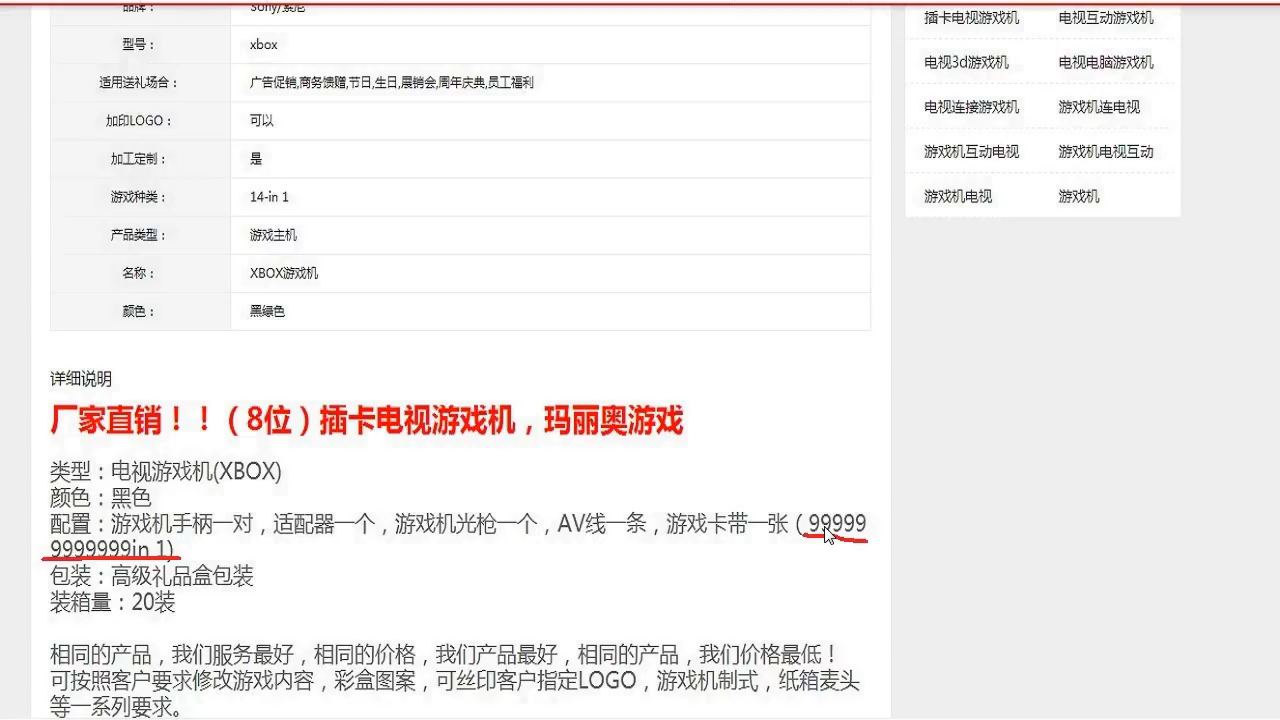 品牌： Sony/索尼
型号： xbox
适用送礼场合： 广告促销,商务馈赠,节日,生日,展销会,周年庆典,员工福利
加印LOGO： 可以
加工定制： 是
游戏种类： 14-in 1
产品类型： 游戏主机
名称： XBOX游戏机
颜色： 黑绿色
详细说明
厂家直销！！（8位）插卡电视游戏机，玛丽奥游戏
类型：电视游戏机(XBOX)
颜色：黑色
配置：游戏机手柄一对，适配器一个，游戏机光枪一个，AV线一条，游戏卡带一张（99999
9999999in 1)
包装：高级礼品盒包装
装箱量：20装
相同的产品，我们服务最好，相同的价格，我们产品最好，相同的产品，我们价格最低！
可按照客户要求修改游戏内容，彩盒图案，可丝印客户指定LOGO，游戏机制式，纸箱麦头
等一系列要求。
插卡电视游戏机 电视互动游戏机
电视3d游戏机 电视电脑游戏机
电视连接游戏机 游戏机连电视
游戏机互动电视 游戏机电视互动
游戏机电视 游戏机